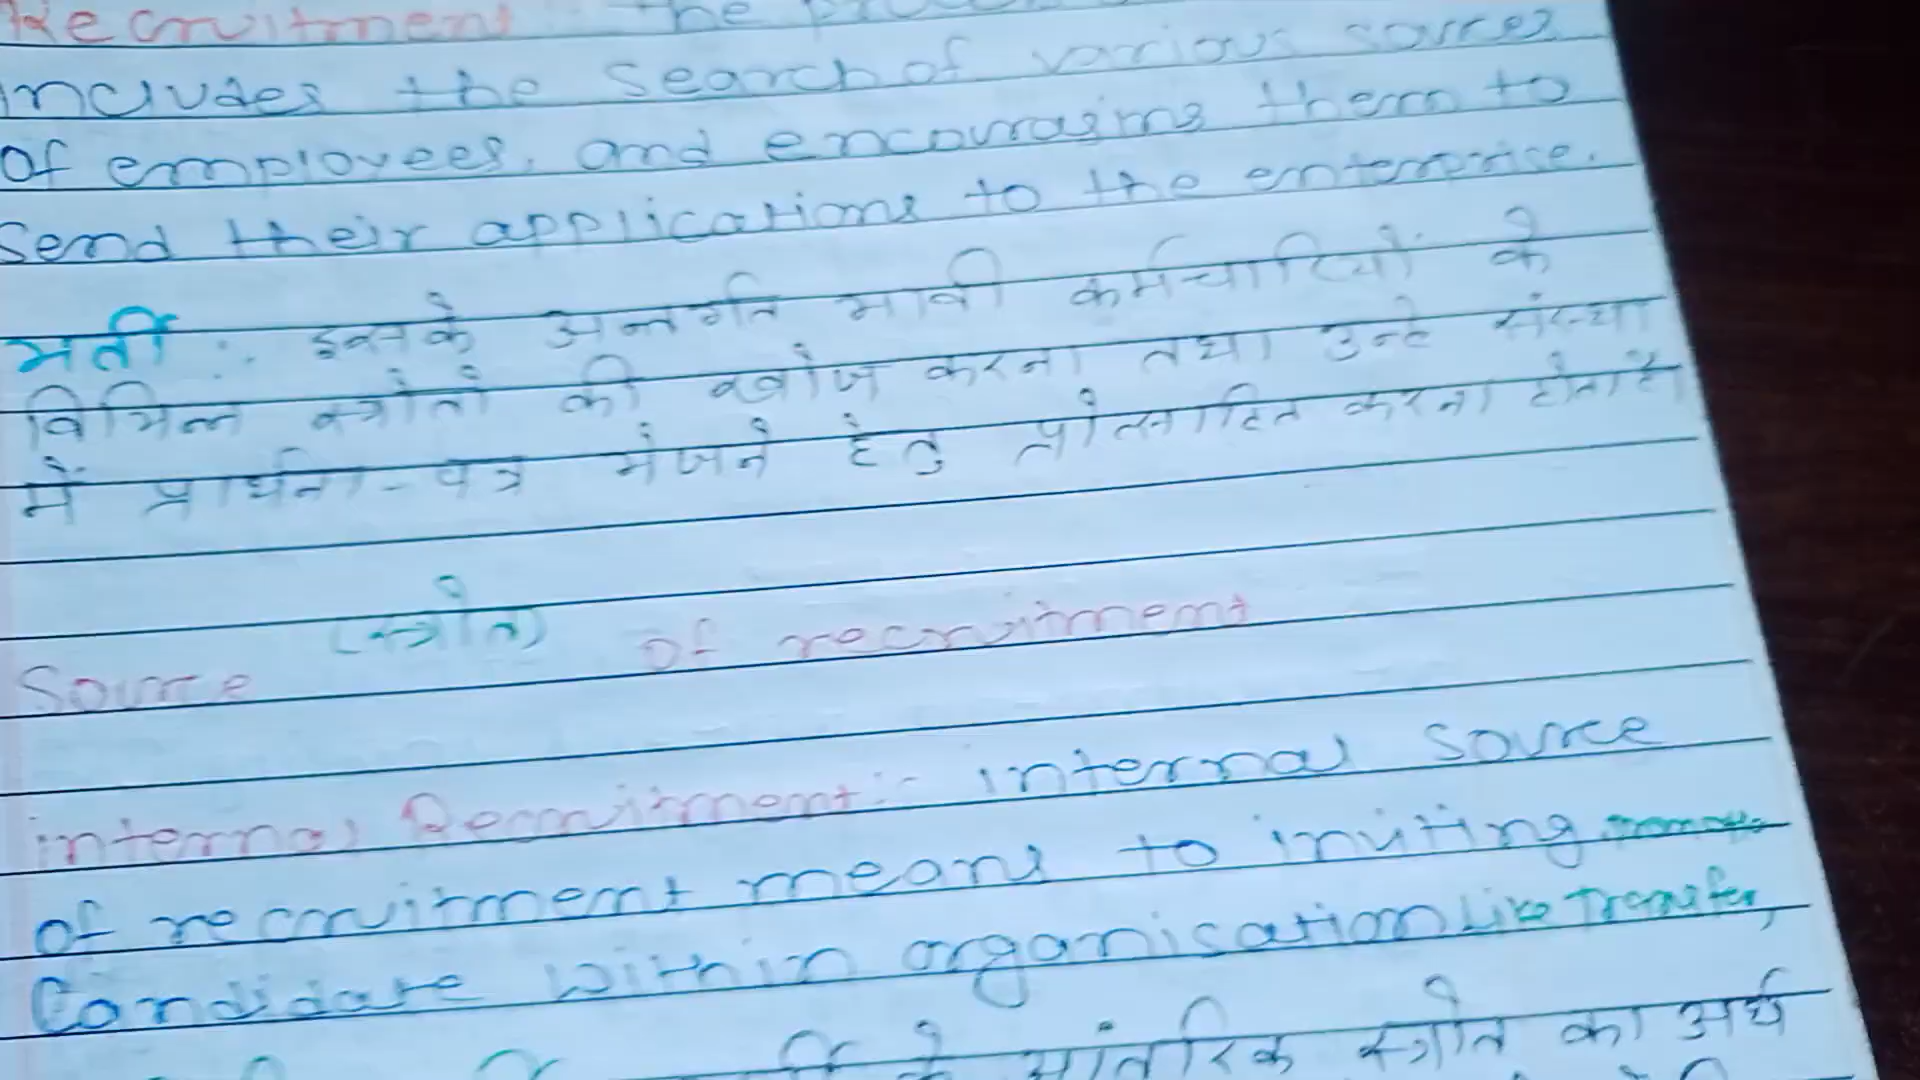 Recruitment the
includes the search of various sources
of employees, and encouraging them to
send their applications to the enterprise.
भर्ती :. इसके अन्तर्गत भावी कर्मचारियों के
विभिन्न स्त्रोतो की खोज करना तथा उन्हे संस्था
में प्रार्थना-पत्र भेजने हेतु प्रोत्साहित करना होता है।
(स्त्रोत)
Source of recruitment
internal Recruitment:- internal source
of recruitment means to inviting
Candidate within organisation Like Transfer,
के आंतरिक स्त्रोत का अर्थ